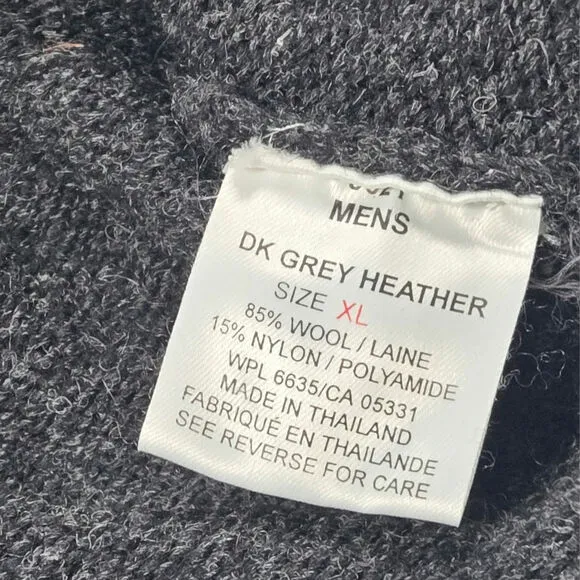 MENS
DK GREY HEATHER
SIZE XL
85% WOOL / LAINE
15% NYLON / POLYAMIDE
WPL 6635/CA 05331
MADE IN THAILAND
FABRIQUÉ EN THAILANDE
SEE REVERSE FOR CARE